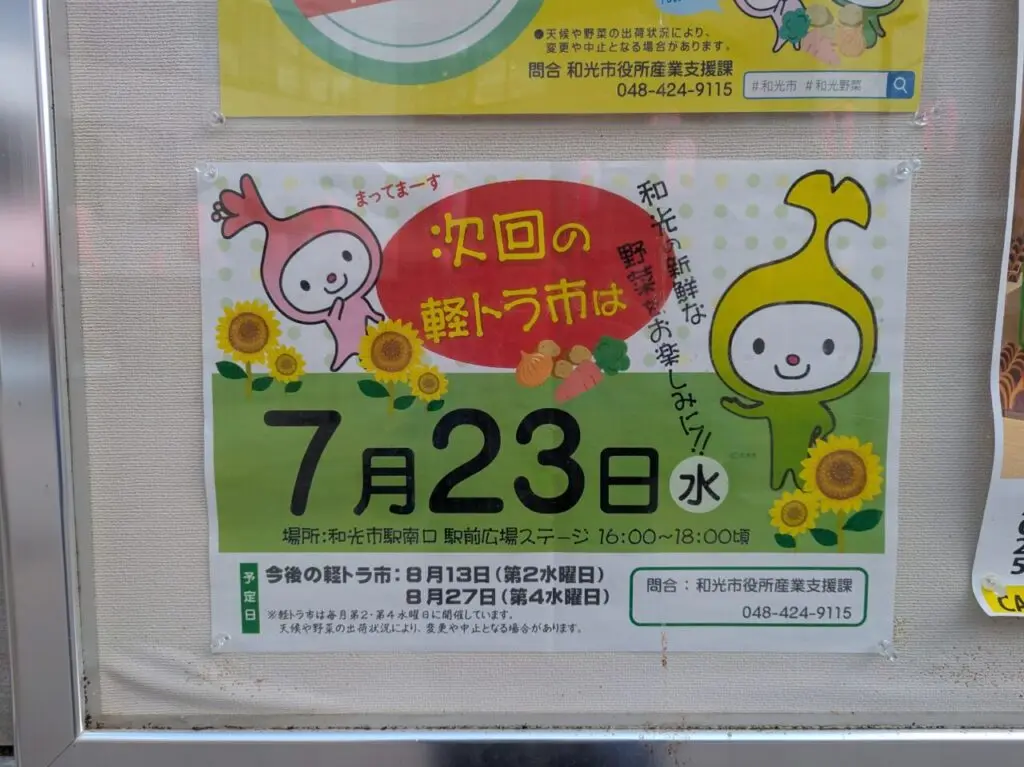 ●天候や野菜の出荷状況により、
変更や中止となる場合があります。
問合 和光市役所産業支援課
048-424-9115
#和光市 #和光野菜
まってまーす
次回の
軽トラ市は
和光の新鮮な
野菜をお楽しみに!!
7月23日 水
場所:和光市駅南口 駅前広場ステージ 16:00～18:00頃
予定日
今後の軽トラ市:8月13日(第2水曜日)
8月27日(第4水曜日)
※軽トラ市は毎月第2・第4水曜日に開催しています。
天候や野菜の出荷状況により、変更や中止となる場合があります。
問合:和光市役所産業支援課
048-424-9115